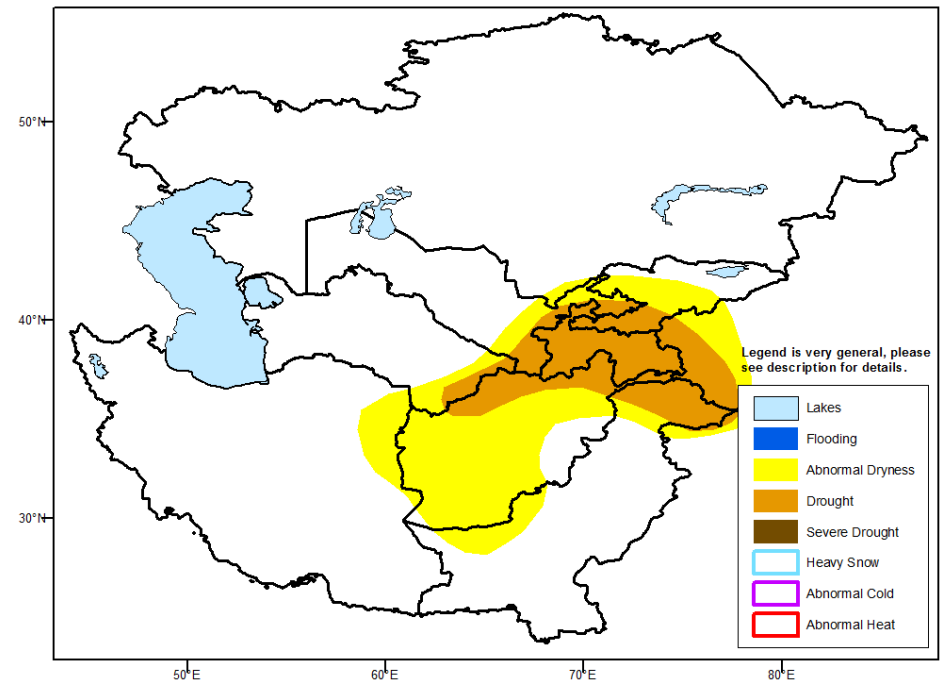 50°N
40°N
30°N
Legend is very general, please
see description for details.
Lakes
Flooding
Abnormal Dryness
Drought
Severe Drought
Heavy Snow
Abnormal Cold
Abnormal Heat
50°E
60°E
70°E
80°E